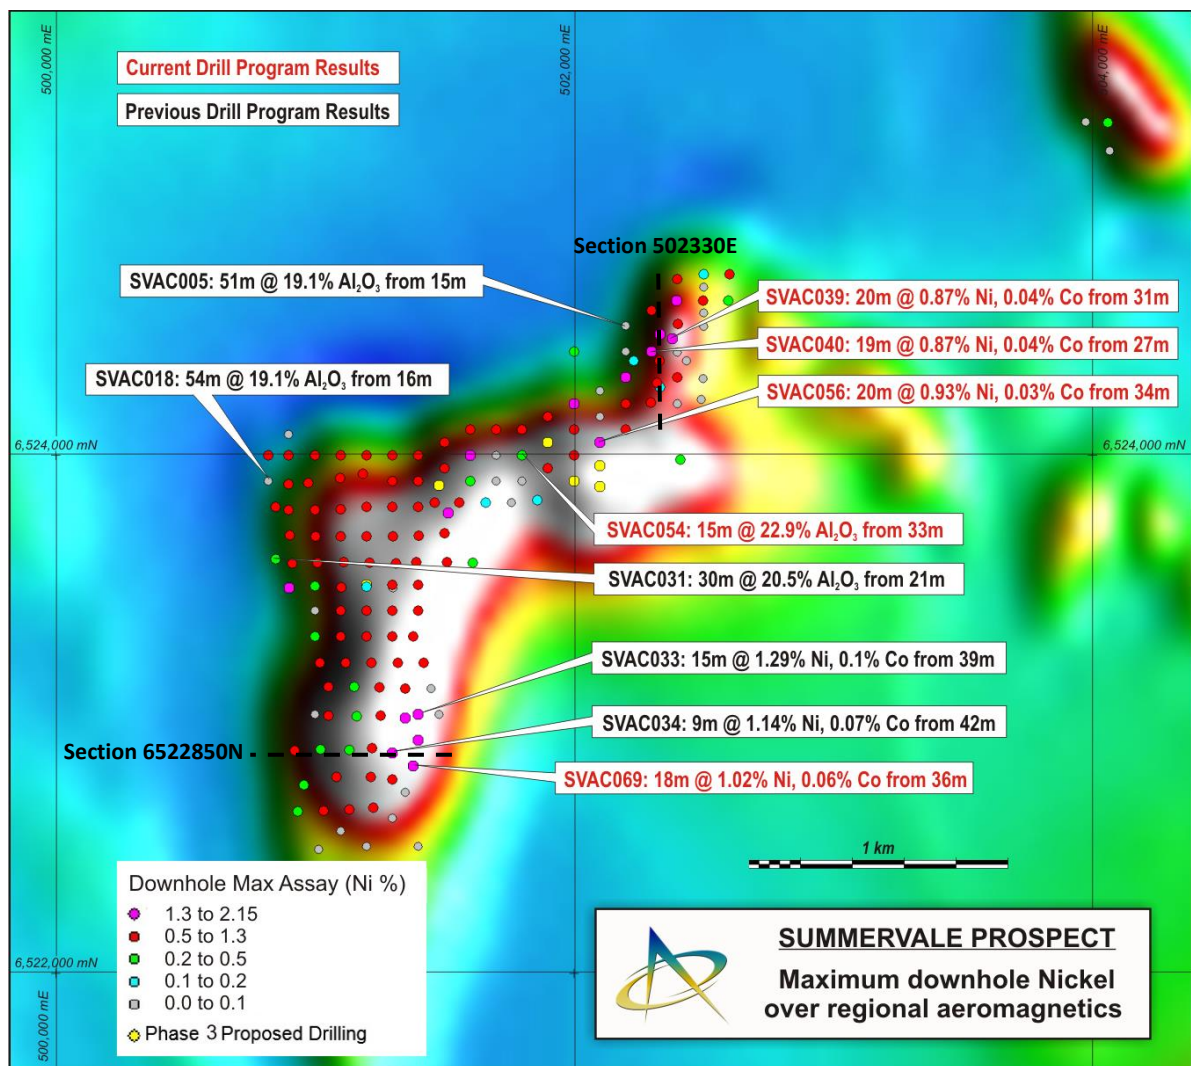 500,000 mE
502,000 mE
504,000 mE
Current Drill Program Results
Previous Drill Program Results
Section 502330E
SVAC005: 51m @ 19.1% Al₂O₃ from 15m
SVAC039: 20m @ 0.87% Ni, 0.04% Co from 31m
SVAC040: 19m @ 0.87% Ni, 0.04% Co from 27m
SVAC018: 54m @ 19.1% Al₂O₃ from 16m
SVAC056: 20m @ 0.93% Ni, 0.03% Co from 34m
6,524,000 mN
6,524,000 mN
SVAC054: 15m @ 22.9% Al₂O₃ from 33m
SVAC031: 30m @ 20.5% Al₂O₃ from 21m
SVAC033: 15m @ 1.29% Ni, 0.1% Co from 39m
SVAC034: 9m @ 1.14% Ni, 0.07% Co from 42m
Section 6522850N
SVAC069: 18m @ 1.02% Ni, 0.06% Co from 36m
1 km
Downhole Max Assay (Ni %)
1.3 to 2.15
0.5 to 1.3
0.2 to 0.5
0.1 to 0.2
0.0 to 0.1
Phase 3 Proposed Drilling
6,522,000 mN
500,000 mE
SUMMERVALE PROSPECT
Maximum downhole Nickel
over regional aeromagnetics